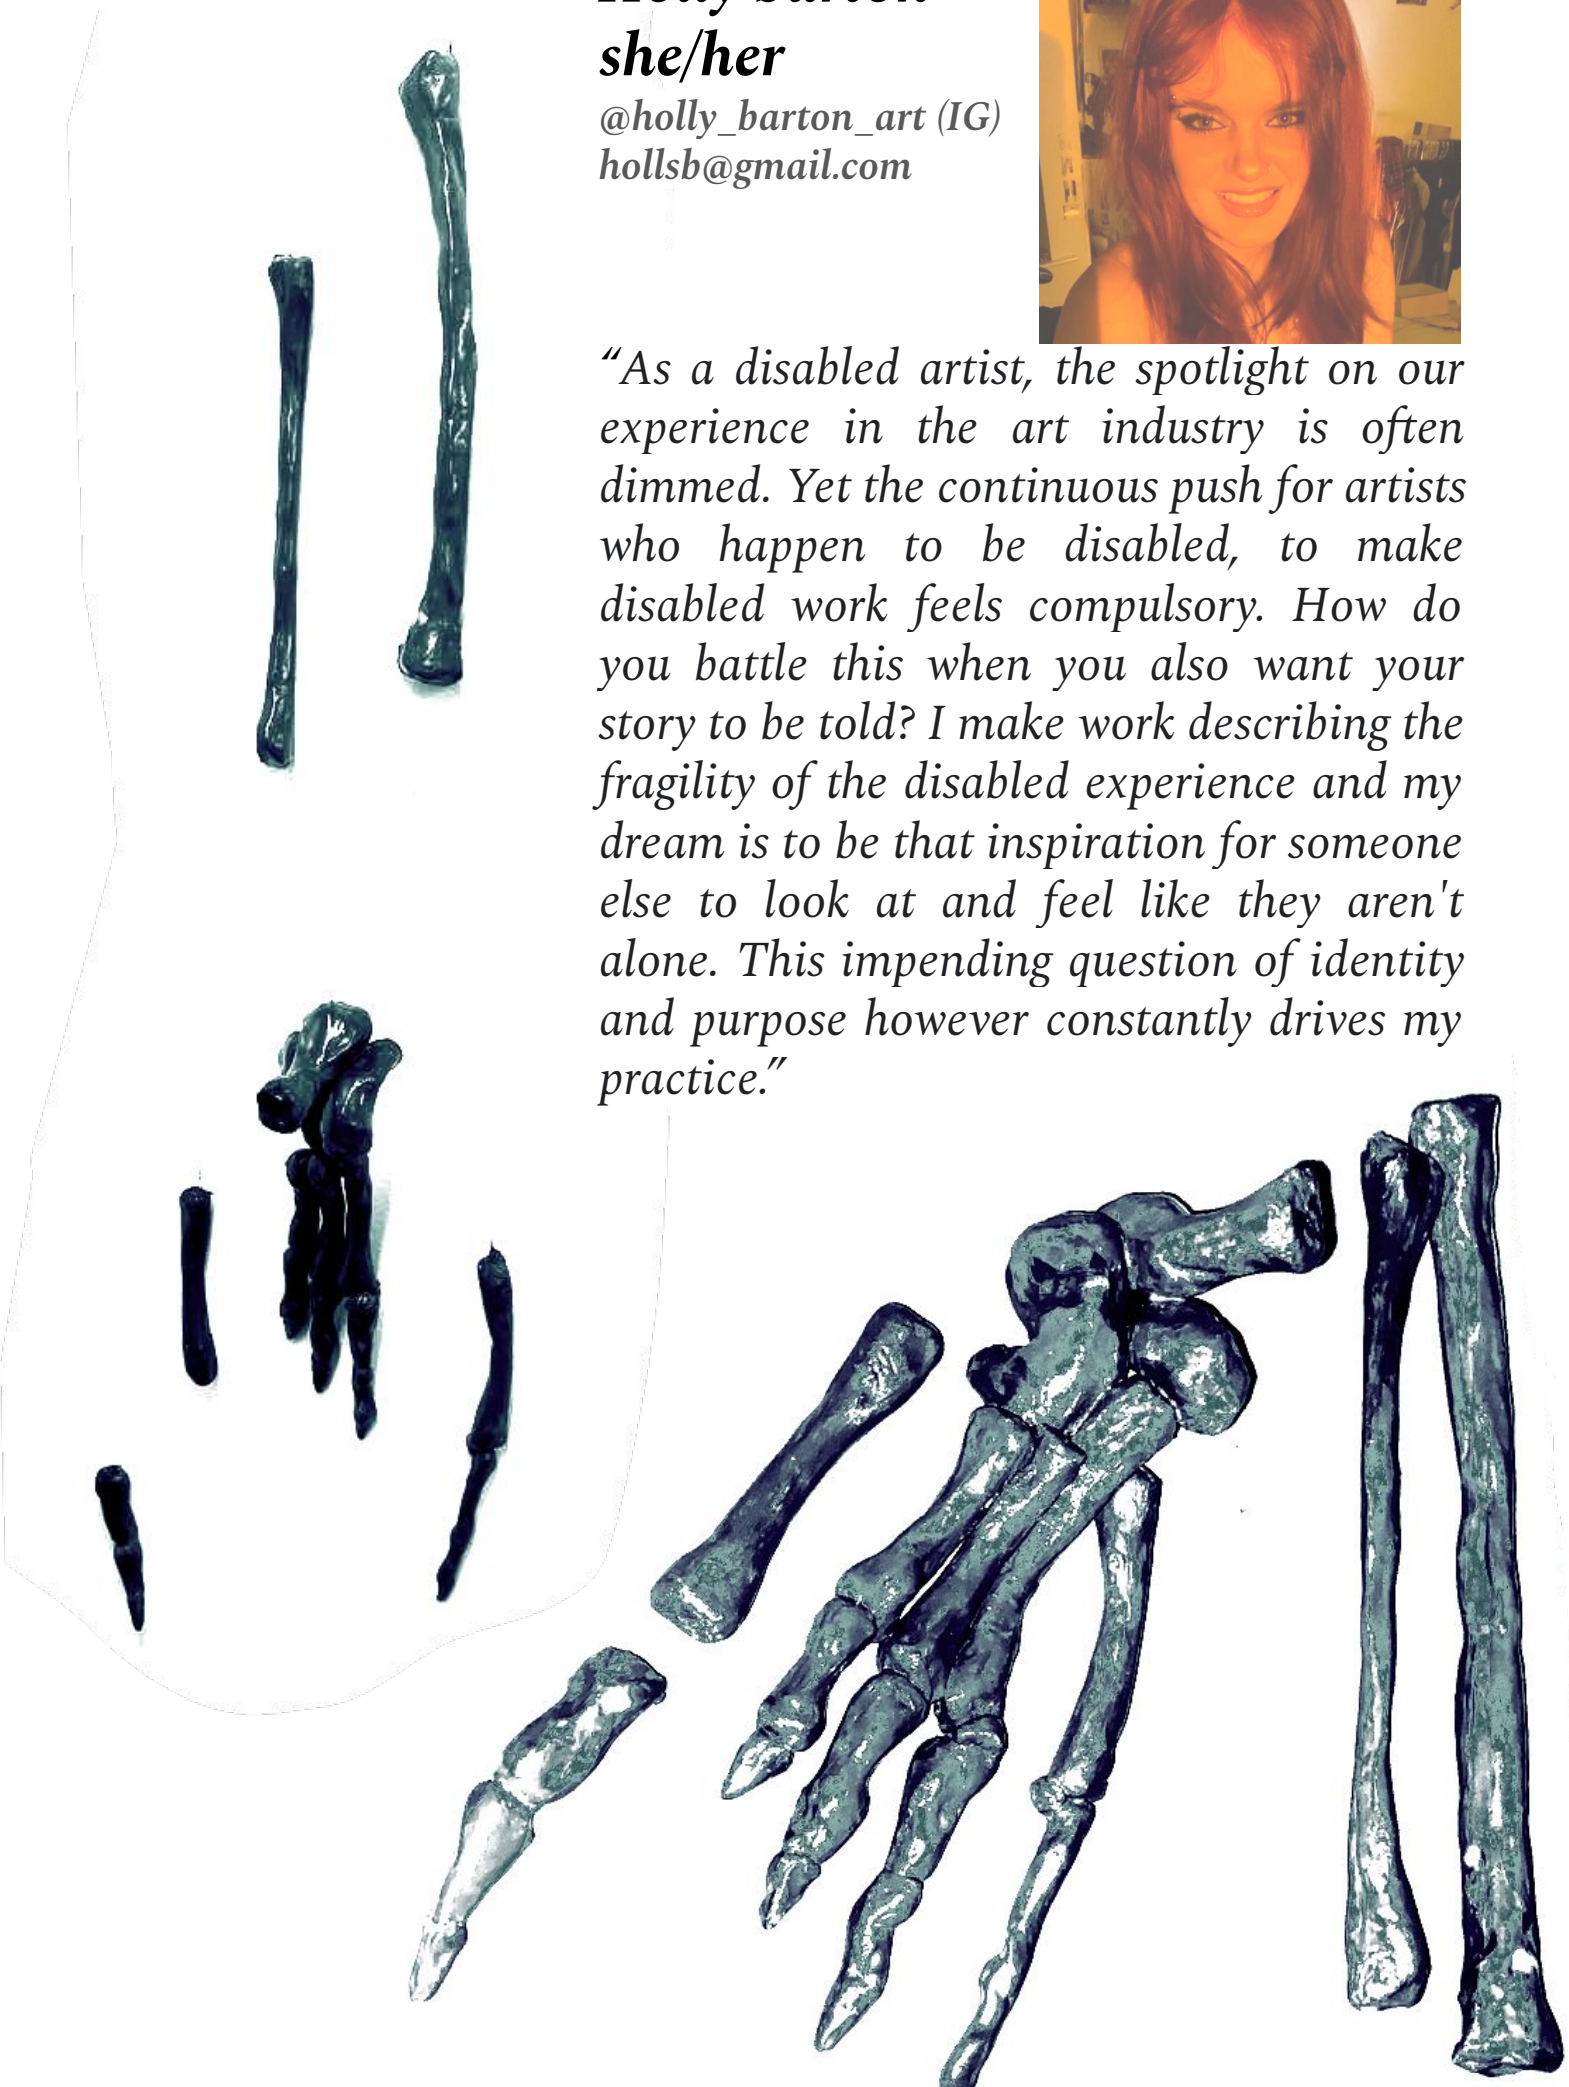 Holly Barton
she/her
@holly_barton_art (IG)
hollsb@gmail.com
“As a disabled artist, the spotlight on our
experience in the art industry is often
dimmed. Yet the continuous push for artists
who happen to be disabled, to make
disabled work feels compulsory. How do
you battle this when you also want your
story to be told? I make work describing the
fragility of the disabled experience and my
dream is to be that inspiration for someone
else to look at and feel like they aren't
alone. This impending question of identity
and purpose however constantly drives my
practice.”